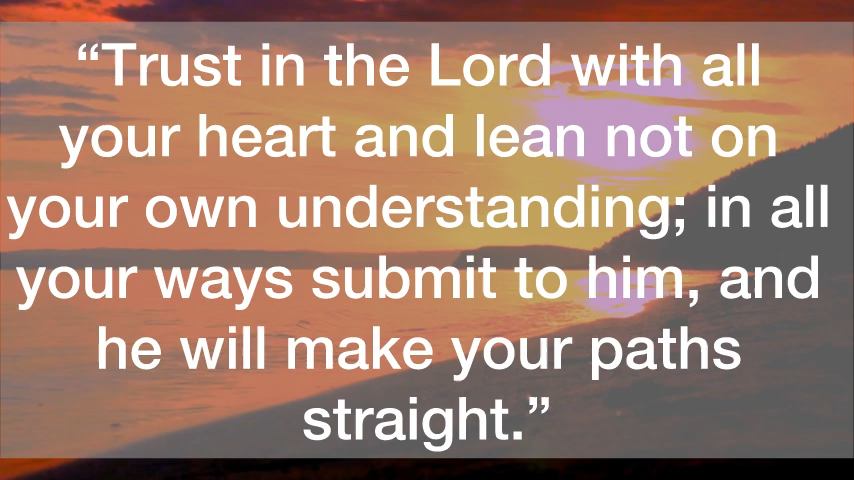 “Trust in the Lord with all
your heart and lean not on
your own understanding; in all
your ways submit to him, and
he will make your paths
straight.”